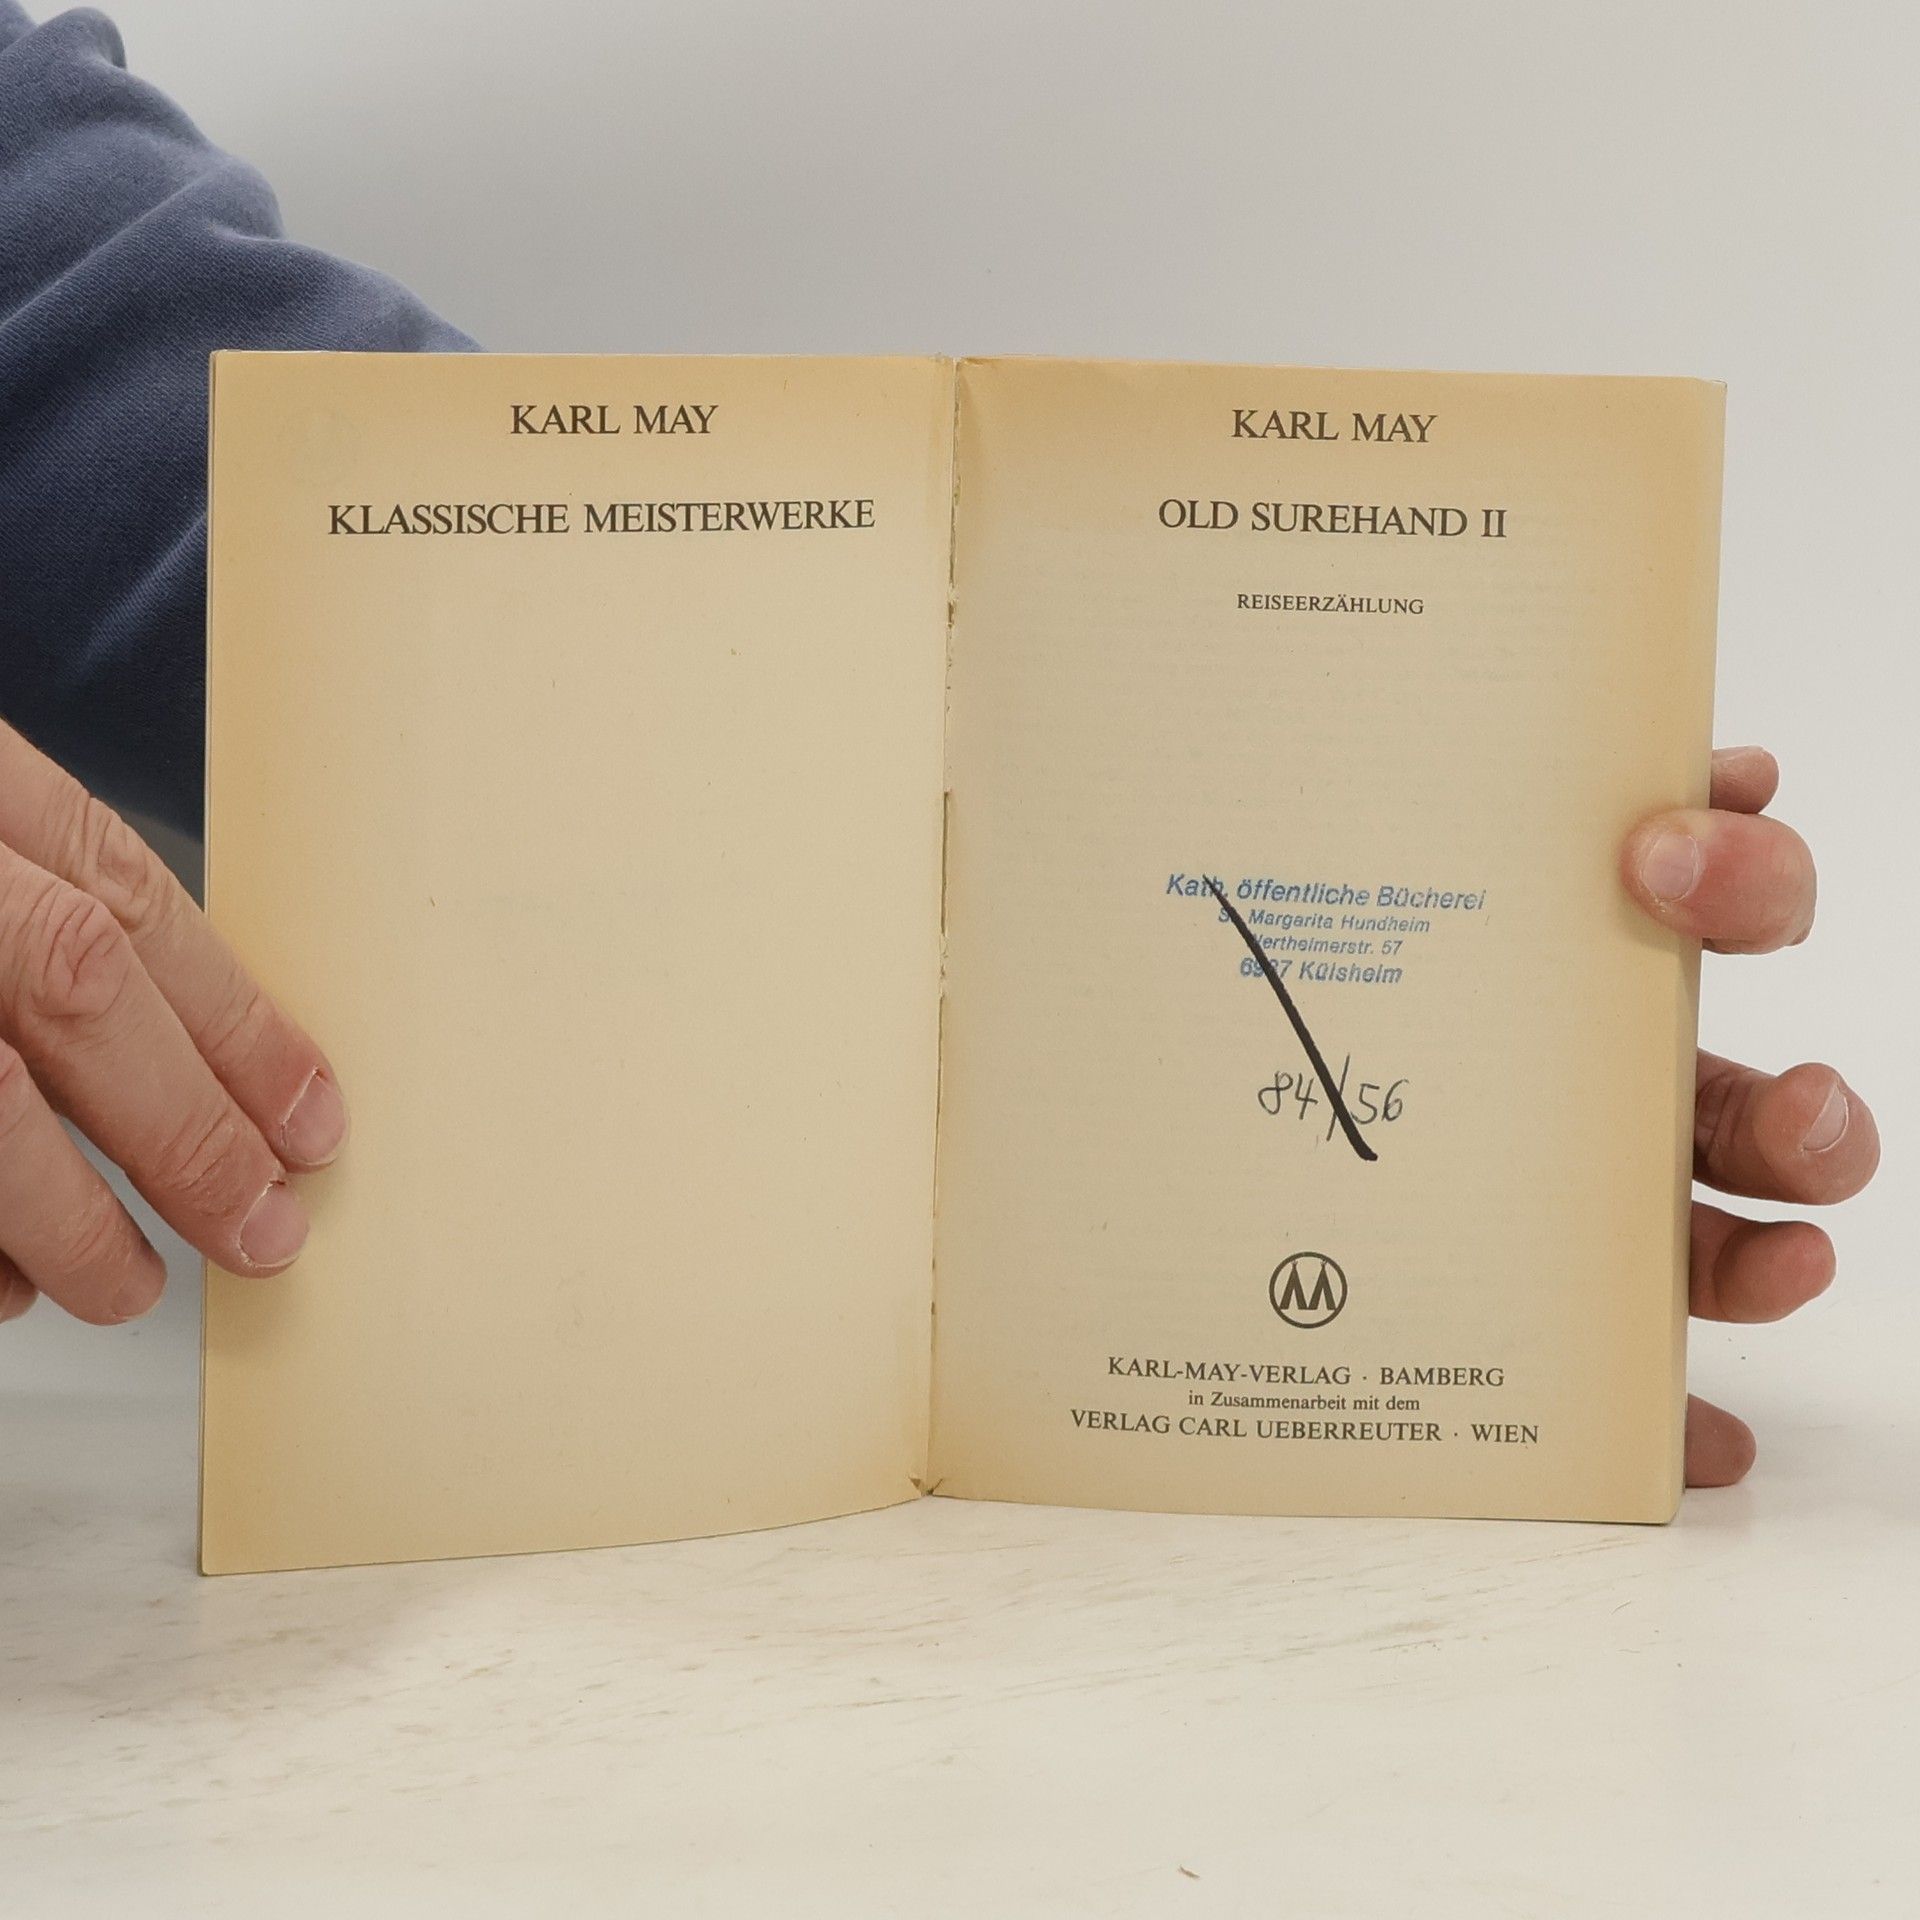 KARL MAY
KLASSISCHE MEISTERWERKE
KARL MAY
OLD SUREHAND II
REISEERZÄHLUNG
Kath. öffentliche Bücherei
St. Margarita Hundheim
Wertheimerstr. 57
Külsheim
84/56
KARL-MAY-VERLAG · BAMBERG
in Zusammenarbeit mit dem
VERLAG CARL UEBERREUTER · WIEN